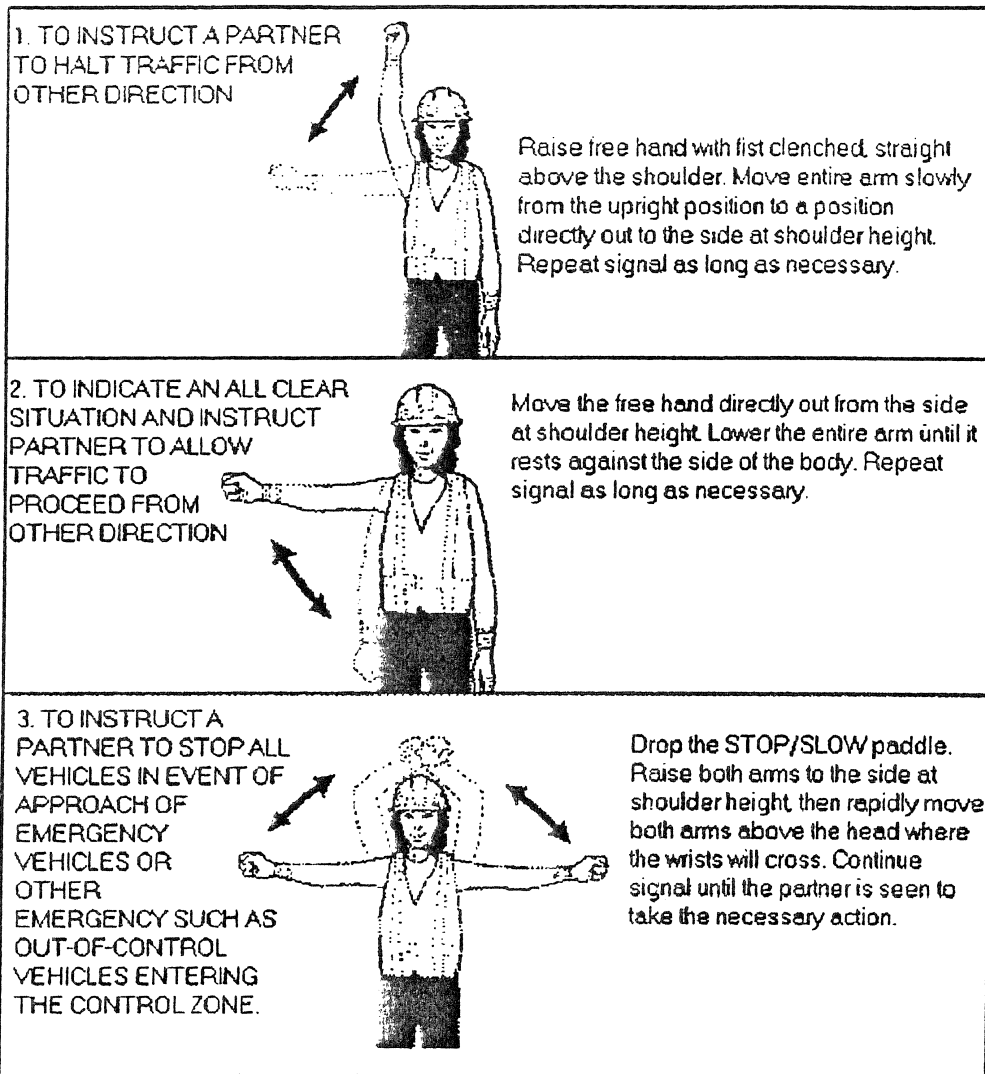 1. TO INSTRUCT A PARTNER
TO HALT TRAFFIC FROM
OTHER DIRECTION
Raise free hand with fist clenched, straight
above the shoulder. Move entire arm slowly
from the upright position to a position
directly out to the side at shoulder height.
Repeat signal as long as necessary.
2. TO INDICATE AN ALL CLEAR
SITUATION AND INSTRUCT
PARTNER TO ALLOW
TRAFFIC TO
PROCEED FROM
OTHER DIRECTION
Move the free hand directly out from the side
at shoulder height. Lower the entire arm until it
rests against the side of the body. Repeat
signal as long as necessary.
3. TO INSTRUCT A
PARTNER TO STOP ALL
VEHICLES IN EVENT OF
APPROACH OF
EMERGENCY
VEHICLES OR
OTHER
EMERGENCY SUCH AS
OUT-OF-CONTROL
VEHICLES ENTERING
THE CONTROL ZONE.
Drop the STOP/SLOW paddle.
Raise both arms to the side at
shoulder height, then rapidly move
both arms above the head where
the wrists will cross. Continue
signal until the partner is seen to
take the necessary action.